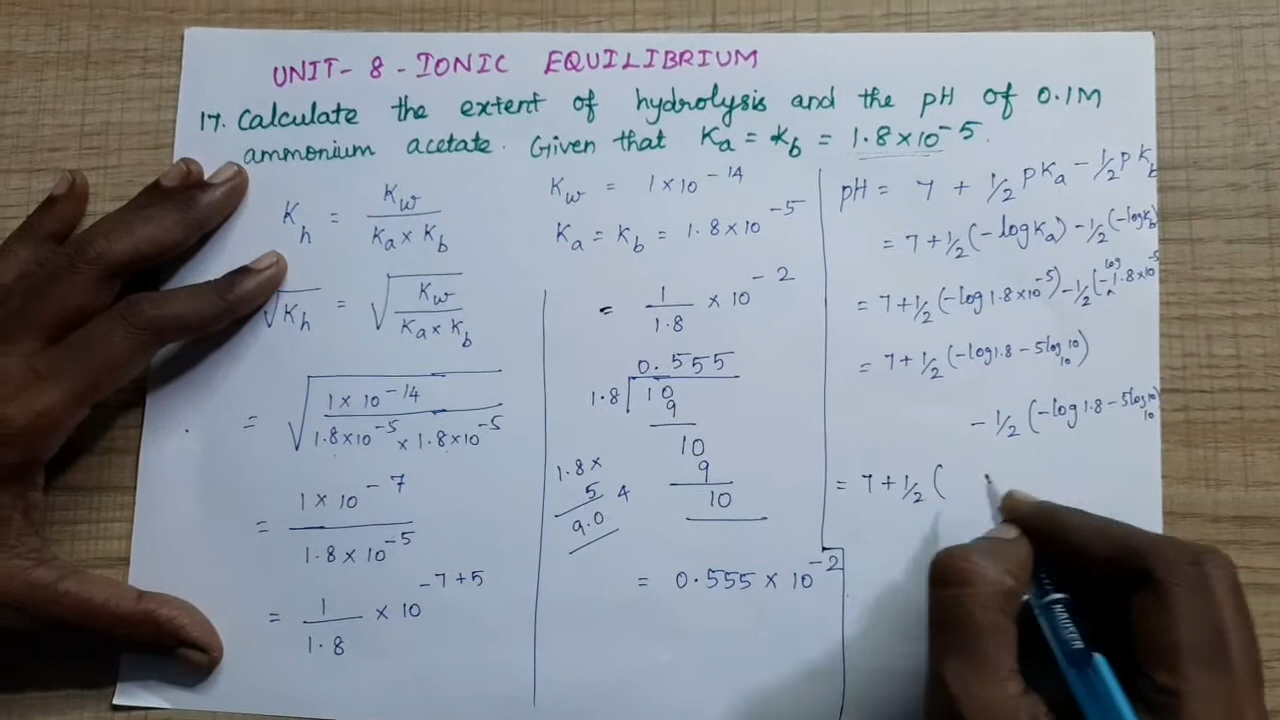 UNIT-8-IONIC EQUILIBRIUM
17. Calculate the extent of hydrolysis and the pH of 0.1M
ammonium acetate. Given that Ka = Kb = 1.8×10-5.
Kh = Kw / Ka × Kb
√Kh = √ Kw / Ka × Kb
= √ 1 × 10-14 / 1.8×10-5 × 1.8×10-5
= 1 × 10-7 / 1.8 × 10-5
= 1 / 1.8 × 10-7+5
Kw = 1×10-14
Ka = Kb = 1.8×10-5
= 1 / 1.8 × 10-2
0.555
1.8 10
9
10
9
10
1.8 ×
5
9.0
= 0.555 × 10-2
pH = 7 + 1/2 pKa - 1/2 pKb
= 7 + 1/2 (-log Ka) - 1/2 (-log Kb)
= 7 + 1/2 (-log 1.8×10-5) - 1/2 (-log 1.8×10-5
= 7 + 1/2 (-log 1.8 - 5 log 10 10)
- 1/2 (-log 1.8 - 5 log 10 10
= 7 + 1/2 (
HAUSER